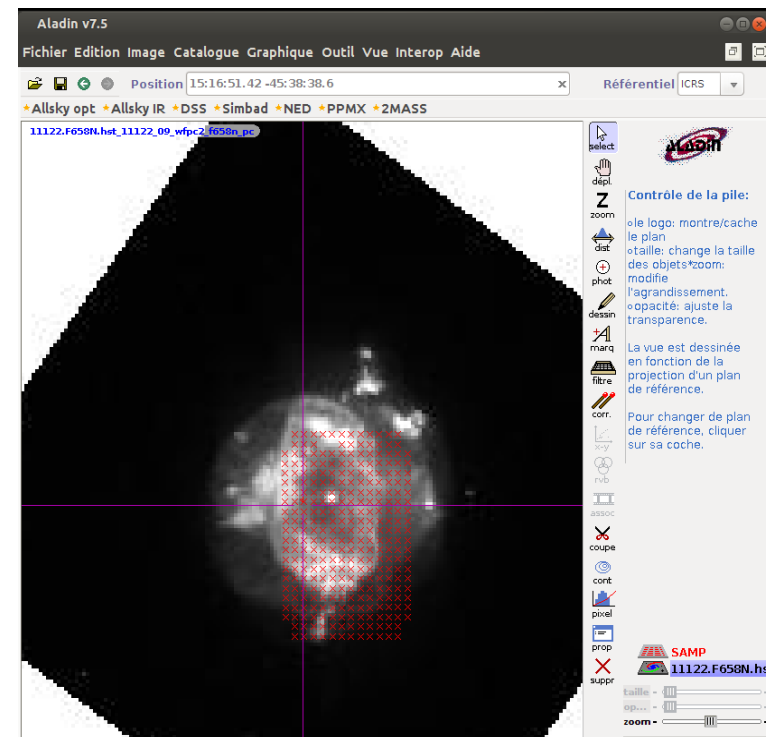 Aladin v7.5
Fichier Edition Image Catalogue Graphique Outil Vue Interop Aide
Position 15:16:51.42 -45:38:38.6 x Référentiel ICRS
Allsky opt Allsky IR DSS Simbad NED PPMX 2MASS
11122.F658N.hst_11122_09_wfpc2_f658n_pc
select
dépl.
Z
zoom
dist
phot
dessin
marq
filtre
corr.
x-y
rvb
assoc
coupe
cont
pixel
prop
suppr
ALADIN
Contrôle de la pile:
∘le logo: montre/cache
le plan
∘taille: change la taille
des objets*zoom:
modifie
l'agrandissement.
∘opacité: ajuste la
transparence.
La vue est dessinée
en fonction de la
projection d'un plan
de référence.
Pour changer de plan
de référence, cliquer
sur sa coche.
SAMP
11122.F658N.hs
taille -
op... -
zoom -